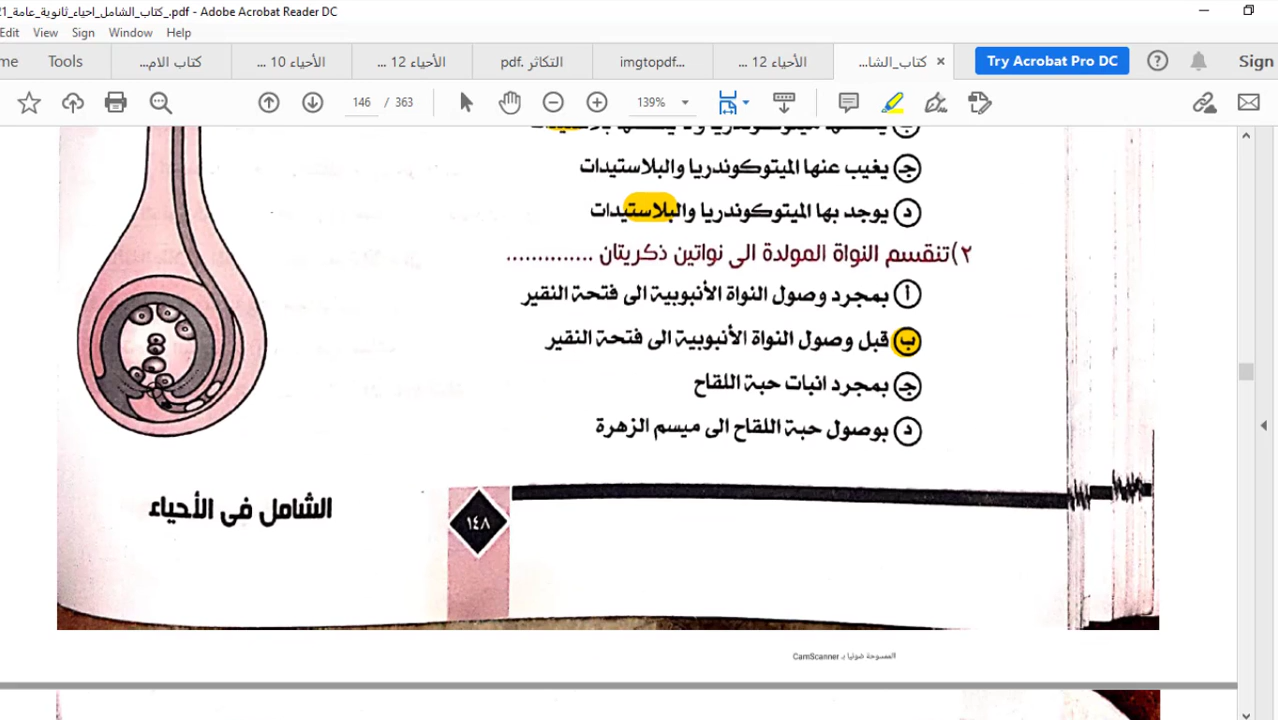 كتاب_الشامل_احياء_ثانوية_عامة_21.pdf - Adobe Acrobat Reader DC
Edit View Sign Window Help
me Tools كتاب الام... الأحياء 10 ... الأحياء 12 ... التكاثر .pdf imgtopdf... الأحياء 12 ... كتاب_الشا... × Try Acrobat Pro DC ? Sign
146 / 363 139%
ج يغيب عنها الميتوكوندريا والبلاستيدات
د يوجد بها الميتوكوندريا والبلاستيدات
٢) تنقسم النواة المولدة الى نواتين ذكريتان ..............
أ بمجرد وصول النواة الأنبوبية الى فتحة النقير
ب قبل وصول النواة الأنبوبية الى فتحة النقير
ج بمجرد انبات حبة اللقاح
د بوصول حبة اللقاح الى ميسم الزهرة
١٤٨
الشامل فى الأحياء
الممسوحة ضوئيا بـ CamScanner